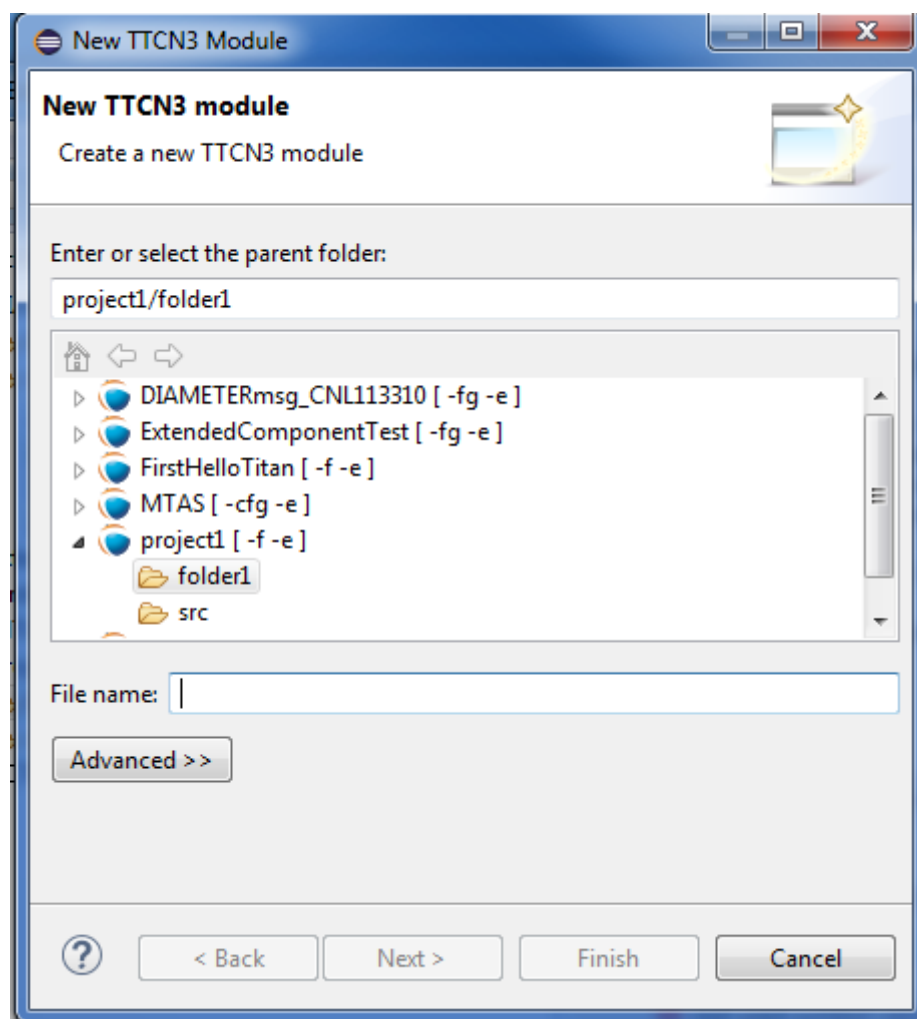 New TTCN3 Module
New TTCN3 module
Create a new TTCN3 module
Enter or select the parent folder:
project1/folder1
DIAMETERmsg_CNL113310 [ -fg -e ]
ExtendedComponentTest [ -fg -e ]
FirstHelloTitan [ -f -e ]
MTAS [ -cfg -e ]
project1 [ -f -e ]
folder1
src
File name:
Advanced >>
? < Back Next > Finish Cancel